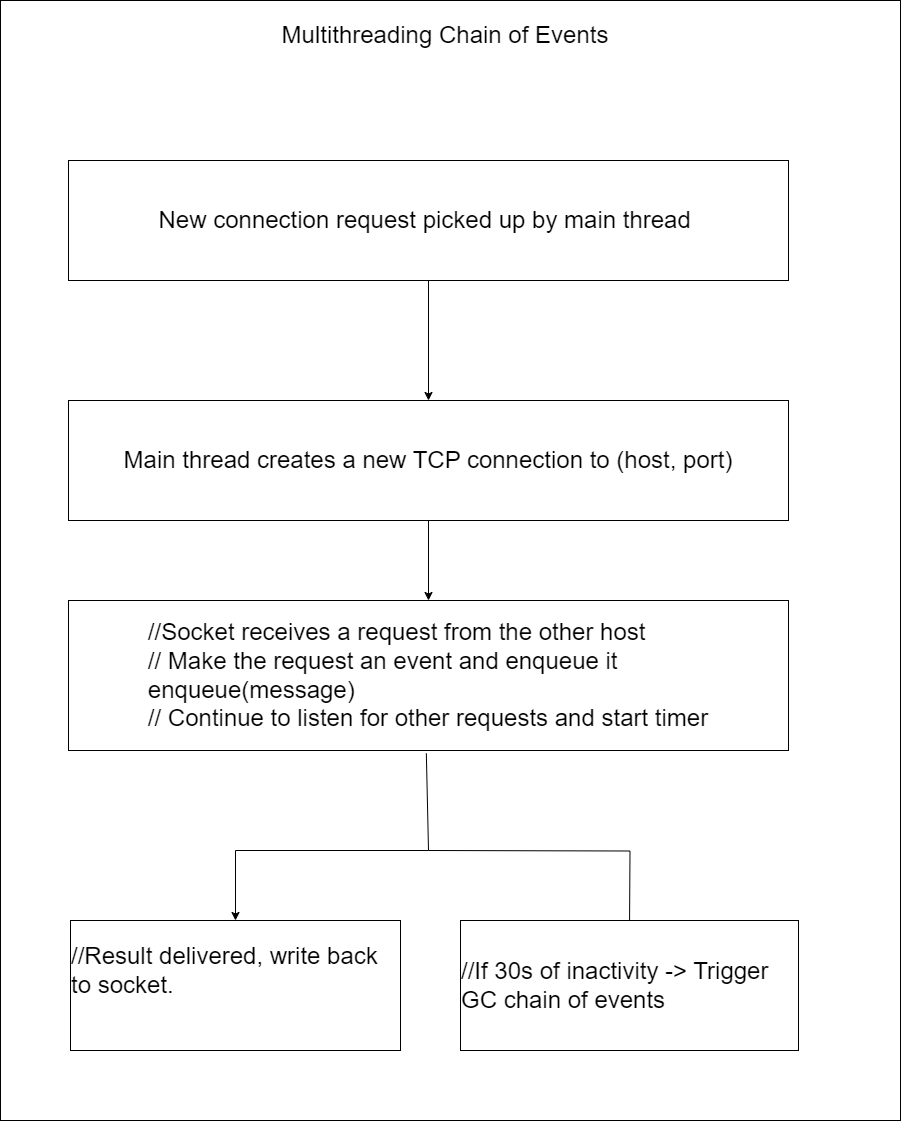 Multithreading Chain of Events
New connection request picked up by main thread
Main thread creates a new TCP connection to (host, port)
//Socket receives a request from the other host
// Make the request an event and enqueue it
enqueue(message)
// Continue to listen for other requests and start timer
//Result delivered, write back
to socket.
//If 30s of inactivity -> Trigger
GC chain of events